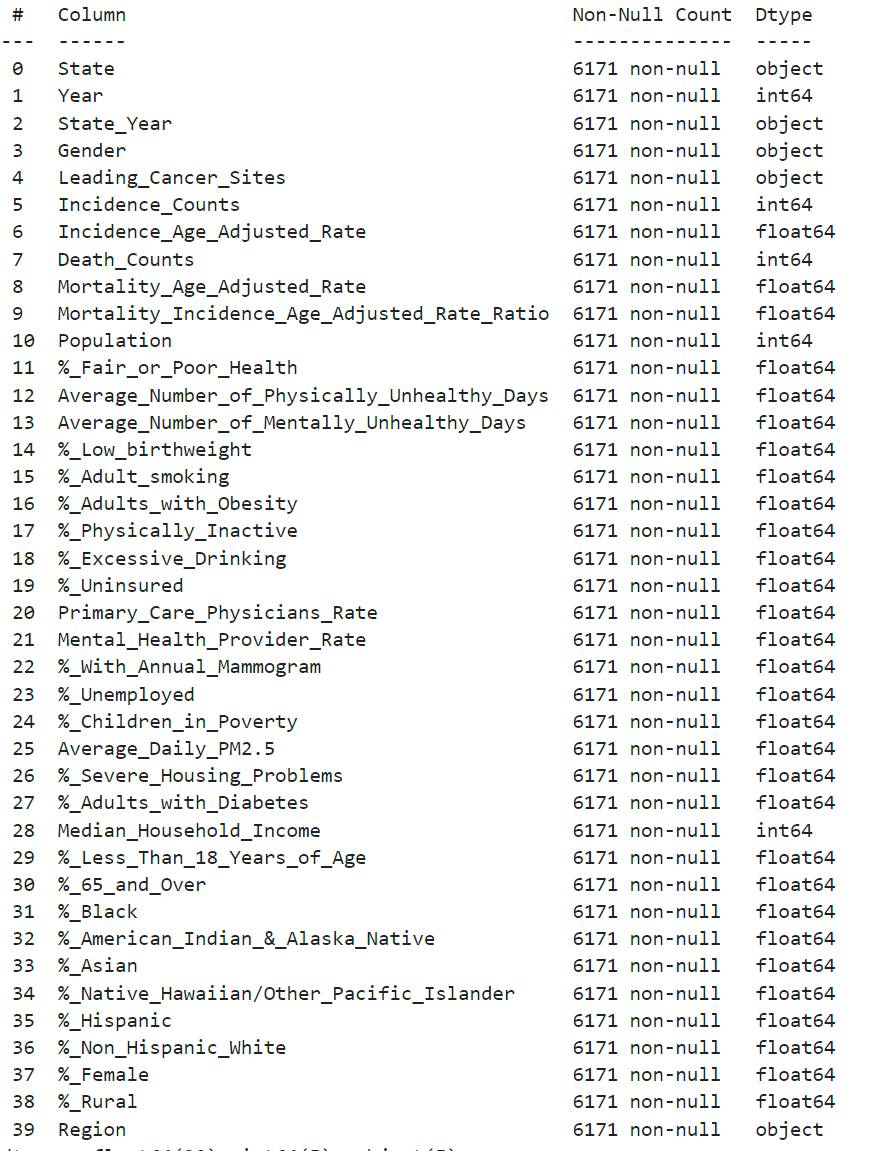 # Column Non-Null Count Dtype
--- ------ -------------- -----
0 State 6171 non-null object
1 Year 6171 non-null int64
2 State_Year 6171 non-null object
3 Gender 6171 non-null object
4 Leading_Cancer_Sites 6171 non-null object
5 Incidence_Counts 6171 non-null int64
6 Incidence_Age_Adjusted_Rate 6171 non-null float64
7 Death_Counts 6171 non-null int64
8 Mortality_Age_Adjusted_Rate 6171 non-null float64
9 Mortality_Incidence_Age_Adjusted_Rate_Ratio 6171 non-null float64
10 Population 6171 non-null int64
11 %_Fair_or_Poor_Health 6171 non-null float64
12 Average_Number_of_Physically_Unhealthy_Days 6171 non-null float64
13 Average_Number_of_Mentally_Unhealthy_Days 6171 non-null float64
14 %_Low_birthweight 6171 non-null float64
15 %_Adult_smoking 6171 non-null float64
16 %_Adults_with_Obesity 6171 non-null float64
17 %_Physically_Inactive 6171 non-null float64
18 %_Excessive_Drinking 6171 non-null float64
19 %_Uninsured 6171 non-null float64
20 Primary_Care_Physicians_Rate 6171 non-null float64
21 Mental_Health_Provider_Rate 6171 non-null float64
22 %_With_Annual_Mammogram 6171 non-null float64
23 %_Unemployed 6171 non-null float64
24 %_Children_in_Poverty 6171 non-null float64
25 Average_Daily_PM2.5 6171 non-null float64
26 %_Severe_Housing_Problems 6171 non-null float64
27 %_Adults_with_Diabetes 6171 non-null float64
28 Median_Household_Income 6171 non-null int64
29 %_Less_Than_18_Years_of_Age 6171 non-null float64
30 %_65_and_Over 6171 non-null float64
31 %_Black 6171 non-null float64
32 %_American_Indian_&_Alaska_Native 6171 non-null float64
33 %_Asian 6171 non-null float64
34 %_Native_Hawaiian/Other_Pacific_Islander 6171 non-null float64
35 %_Hispanic 6171 non-null float64
36 %_Non_Hispanic_White 6171 non-null float64
37 %_Female 6171 non-null float64
38 %_Rural 6171 non-null float64
39 Region 6171 non-null object